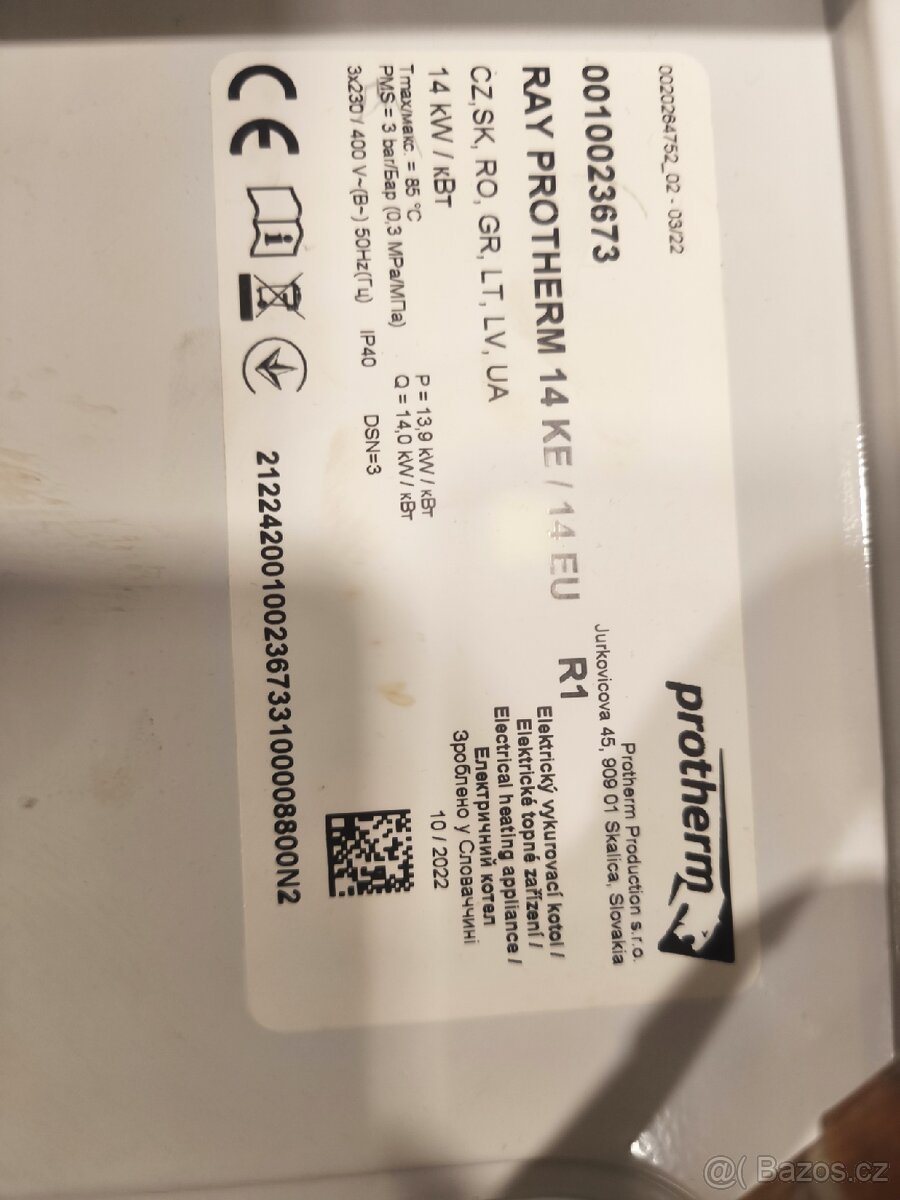 0020264752_02 - 03/22
protherm
Protherm Production s.r.o.
Jurkovicova 45, 909 01 Skalica, Slovakia
0010023673
RAY PROTHERM 14 KE / 14 EU
R1
CZ,SK, RO, GR, LT, LV, UA
Elektrický vykurovací kotol /
Elektrické topné zařízení /
Electrical heating appliance /
Електричний котел
Зроблено у Словаччині
10 / 2022
14 kW / кВт
P = 13,9 kW / кВт
Tmax/макс. = 85 °C
Q = 14,0 kW / кВт
PMS = 3 bar/Бар (0,3 MPa/МПа)
3x230 / 400 V~(В~) 50Hz(Гц) IP40 DSN=3
CE
i
21224200100236733100008800N2
@( Bazos.cz